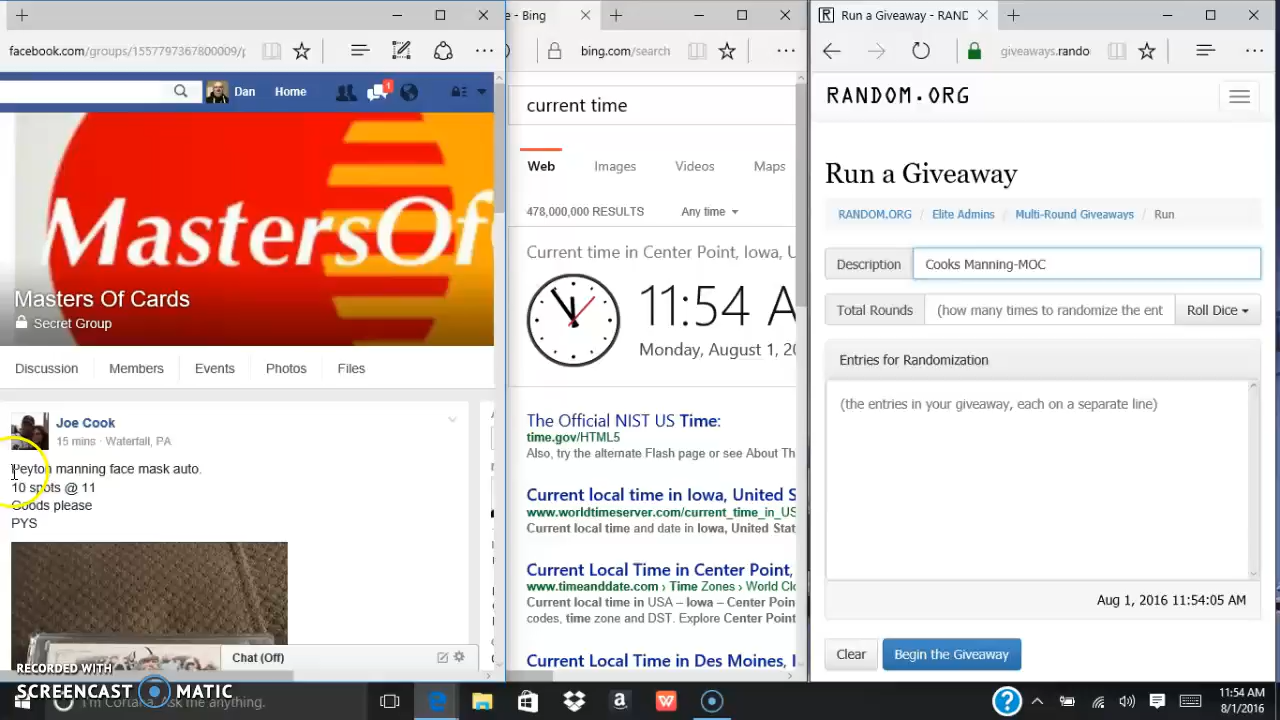 facebook.com/groups/1557797367800009/p
Dan
Home
1
MastersOf
Masters Of Cards
Secret Group
Discussion
Members
Events
Photos
Files
Joe Cook
15 mins · Waterfall, PA
Peyton manning face mask auto.
10 spots @ 11
Goods please
PYS
Chat (Off)
RECORDED WITH
SCREENCAST MATIC
I'm Cortana. Ask me anything.
e - Bing
bing.com/search
current time
Web
Images
Videos
Maps
478,000,000 RESULTS
Any time
Current time in Center Point, Iowa, U
11:54 A
Monday, August 1, 20
The Official NIST US Time:
time.gov/HTML5
Also, try the alternate Flash page or see About Th
Current local time in Iowa, United S
www.worldtimeserver.com/current_time_in_US
Current local time and date in Iowa, United Stat
Current Local Time in Center Point,
www.timeanddate.com › Time Zones › World Clo
Current local time in USA – Iowa – Center Point
codes, time zone and DST. Explore Center Point
Current Local Time in Des Moines, I
Run a Giveaway - RAND
giveaways.rando
RANDOM.ORG
Run a Giveaway
RANDOM.ORG
Elite Admins
Multi-Round Giveaways
Run
Description
Cooks Manning-MOC
Total Rounds
(how many times to randomize the ent
Roll Dice
Entries for Randomization
(the entries in your giveaway, each on a separate line)
Aug 1, 2016 11:54:05 AM
Clear
Begin the Giveaway
11:54 AM
8/1/2016